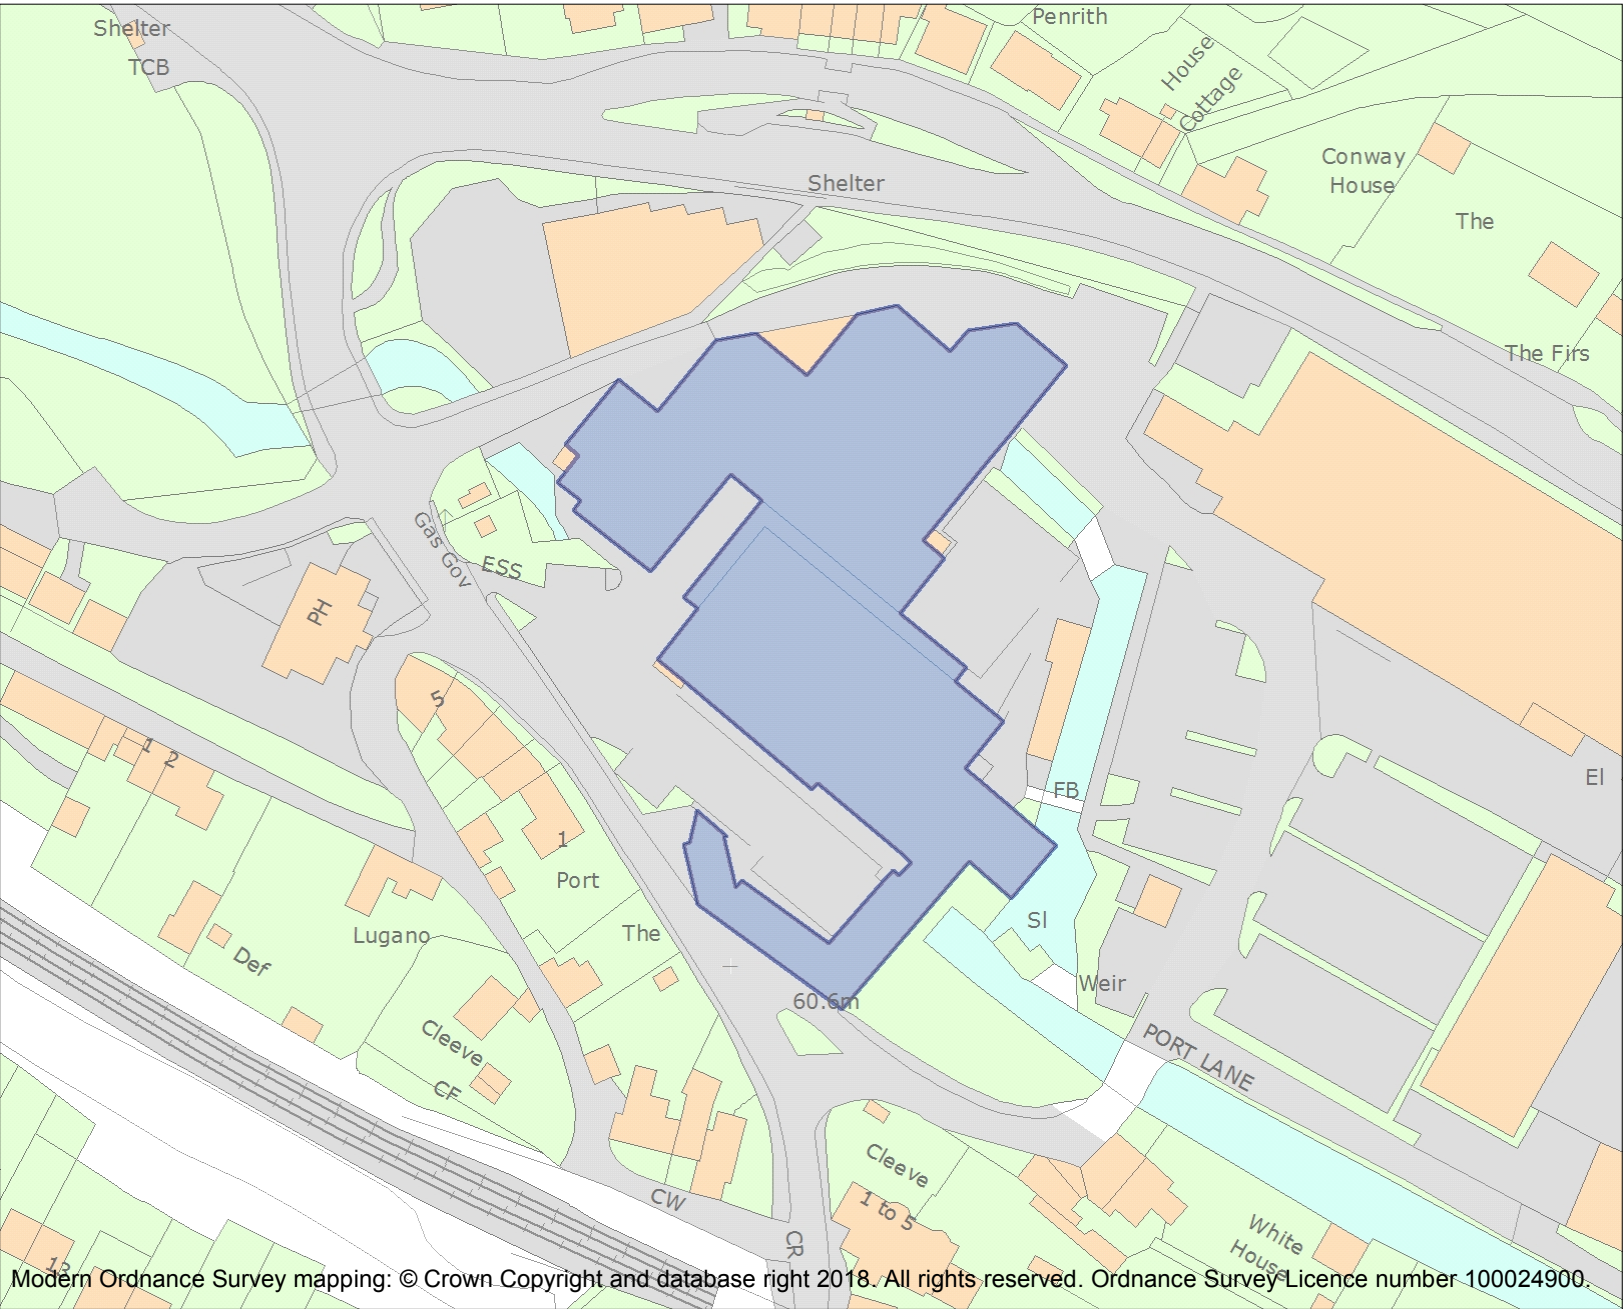 Shelter
TCB
Penrith
House
Cottage
Conway
House
Shelter
The
The Firs
Gas Gov
ESS
PH
5
1 2
1
Port
FB
El
Lugano
The
Def
Sl
Weir
60.6m
Cleeve
PORT LANE
CF
Cleeve
1 to 5
CW
CR
White
House
13
Modern Ordnance Survey mapping: © Crown Copyright and database right 2018. All rights reserved. Ordnance Survey Licence number 100024900.